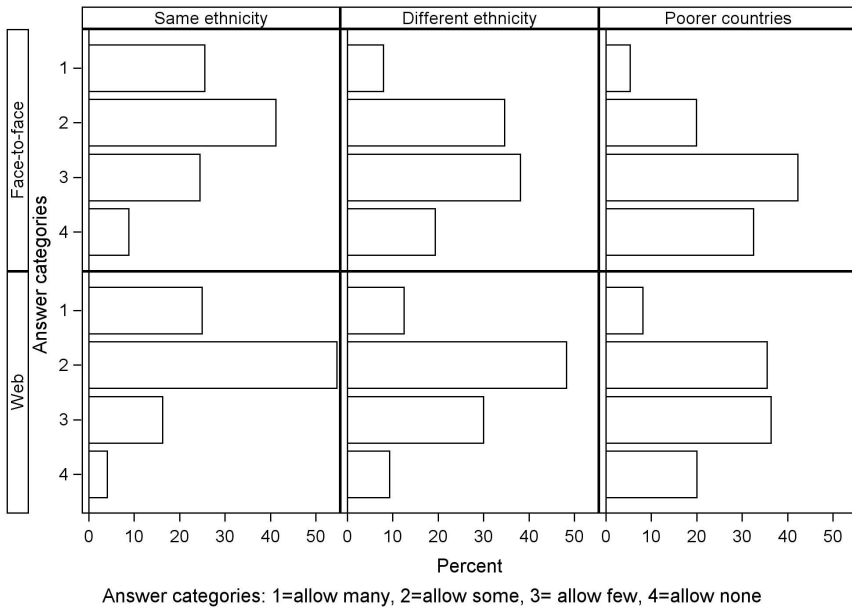 Same ethnicity Different ethnicity Poorer countries
Face-to-face
Web
Answer categories
1
2
3
4
1
2
3
4
0 10 20 30 40 50 0 10 20 30 40 50 0 10 20 30 40 50
Percent
Answer categories: 1=allow many, 2=allow some, 3= allow few, 4=allow none